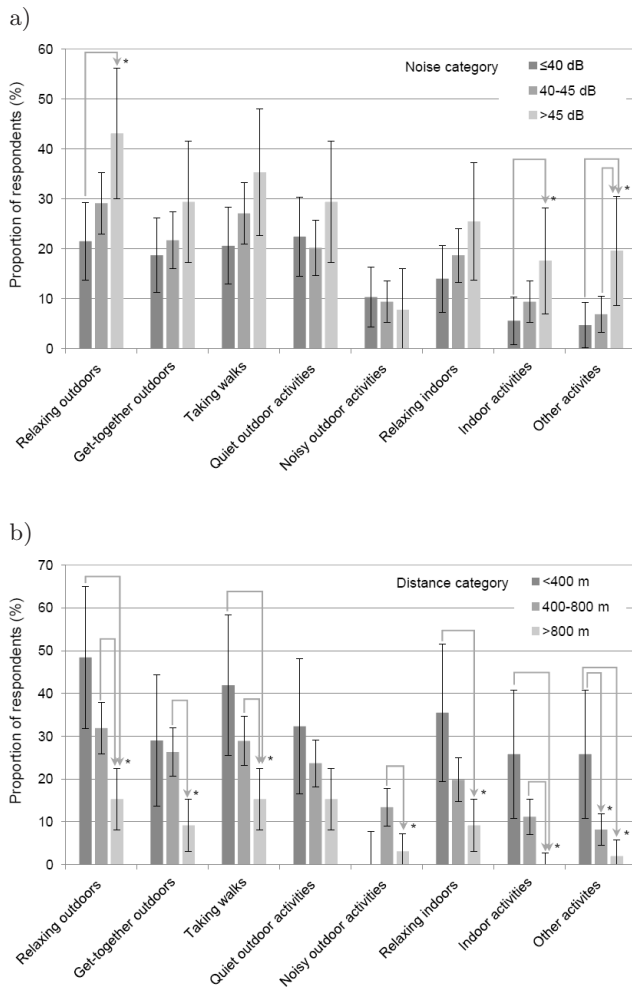 a)
Proportion of respondents (%)
60
50
40
30
20
10
0
Noise category
≤40 dB
40-45 dB
>45 dB
*
*
*
Relaxing outdoors
Get-together outdoors
Taking walks
Quiet outdoor activities
Noisy outdoor activities
Relaxing indoors
Indoor activities
Other activites
b)
Proportion of respondents (%)
70
60
50
40
30
20
10
0
Distance category
<400 m
400-800 m
>800 m
*
*
*
*
*
*
*
*
Relaxing outdoors
Get-together outdoors
Taking walks
Quiet outdoor activities
Noisy outdoor activities
Relaxing indoors
Indoor activities
Other activites